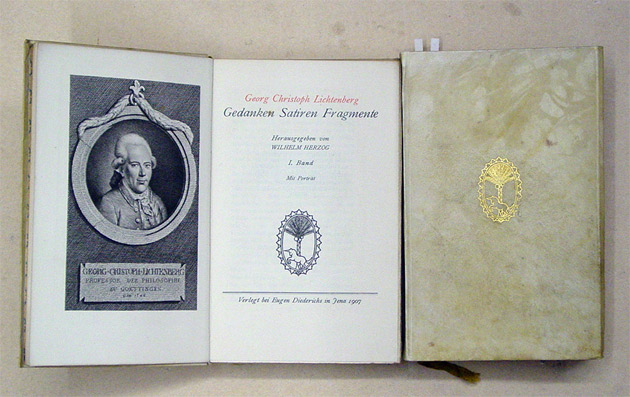 GEORG·CHRISTOPH·LICHTENBERG
PROFESSOR DER PHILOSOPHIE
ZU GOETTINGEN
Georg Christoph Lichtenberg
Gedanken Satiren Fragmente
Herausgegeben von
WILHELM HERZOG
I. Band
Mit Porträt
Verlegt bei Eugen Diederichs in Jena 1907